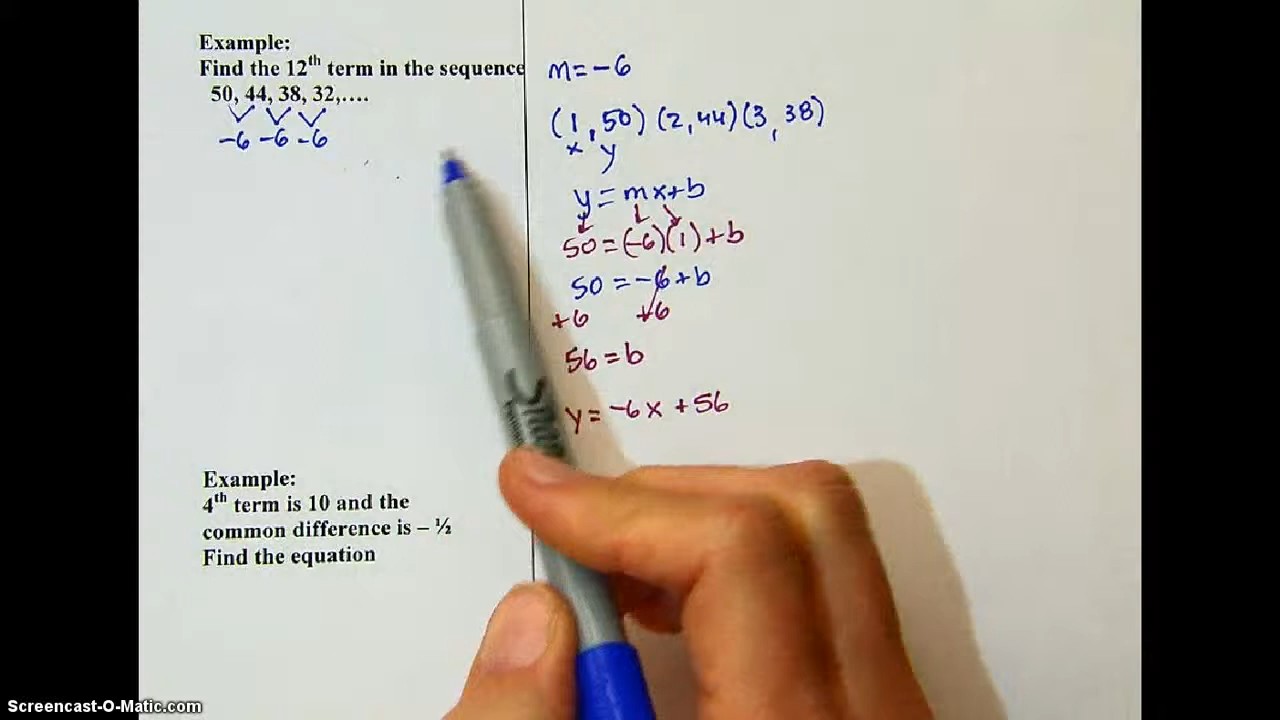 Example:
Find the 12th term in the sequence
50, 44, 38, 32,....
-6 -6 -6
m = -6
(1, 50) (2, 44) (3, 38)
x y
y = mx + b
50 = (-6)(1) + b
50 = -6 + b
+6 +6
56 = b
y = -6x + 56
Example:
4th term is 10 and the
common difference is – ½
Find the equation
Screencast-O-Matic.com